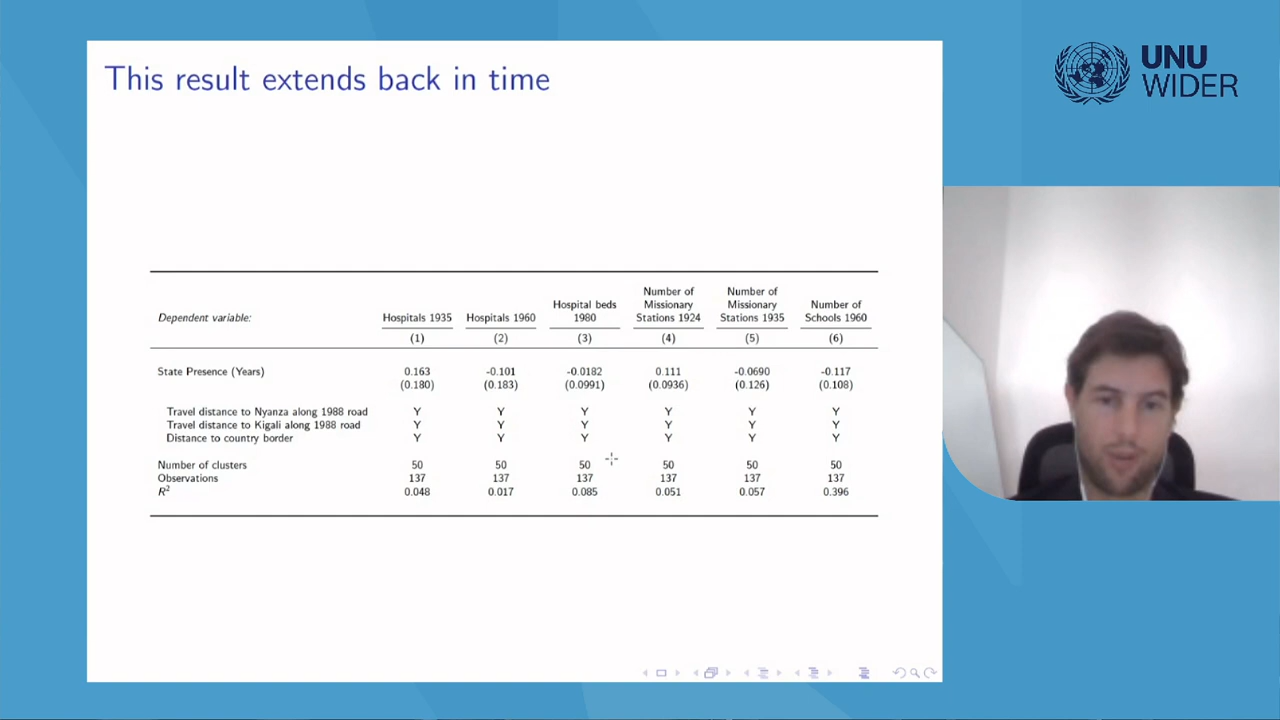 This result extends back in time
UNU
WIDER
Dependent variable: Hospitals 1935 Hospitals 1960 Hospital beds 1980 Number of Missionary Stations 1924 Number of Missionary Stations 1935 Number of Schools 1960
(1) (2) (3) (4) (5) (6)
State Presence (Years) 0.163 -0.101 -0.0182 0.111 -0.0690 -0.117
(0.180) (0.183) (0.0991) (0.0936) (0.126) (0.108)
Travel distance to Nyanza along 1988 road Y Y Y Y Y Y
Travel distance to Kigali along 1988 road Y Y Y Y Y Y
Distance to country border Y Y Y Y Y Y
Number of clusters 50 50 50 50 50 50
Observations 137 137 137 137 137 137
R² 0.048 0.017 0.085 0.051 0.057 0.396